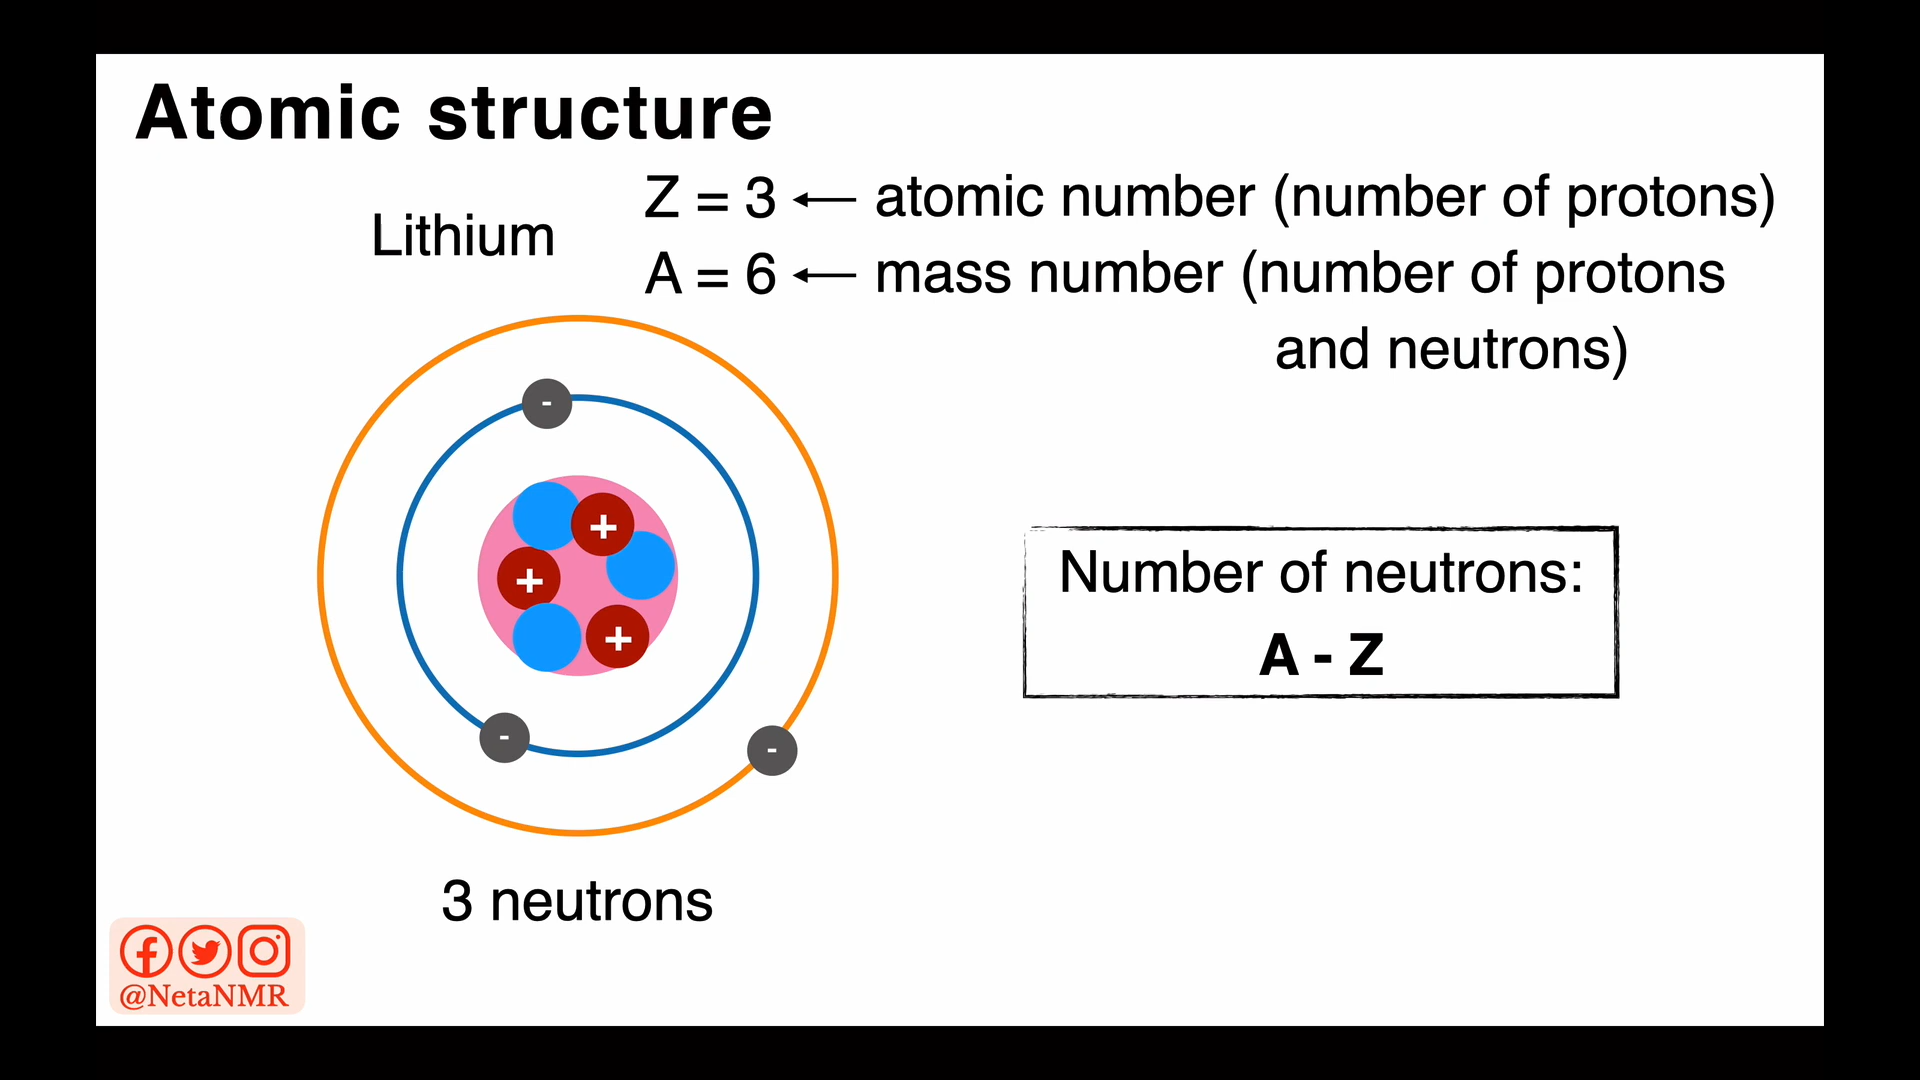 Atomic structure
Z = 3 ← atomic number (number of protons)
Lithium
A = 6 ← mass number (number of protons
and neutrons)
-
+
+
+
-
-
Number of neutrons:
A - Z
3 neutrons
@NetaNMR